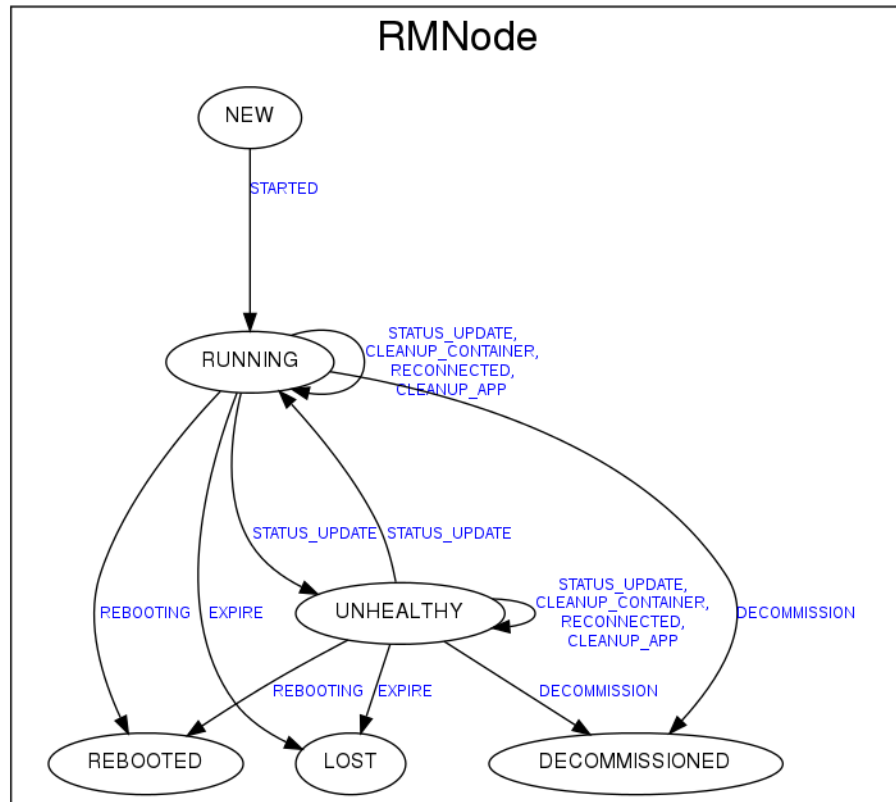 RMNode
NEW
STARTED
RUNNING
STATUS_UPDATE,
CLEANUP_CONTAINER,
RECONNECTED,
CLEANUP_APP
STATUS_UPDATE
STATUS_UPDATE
UNHEALTHY
STATUS_UPDATE,
CLEANUP_CONTAINER,
RECONNECTED,
CLEANUP_APP
REBOOTING
EXPIRE
DECOMMISSION
REBOOTING
EXPIRE
DECOMMISSION
REBOOTED
LOST
DECOMMISSIONED